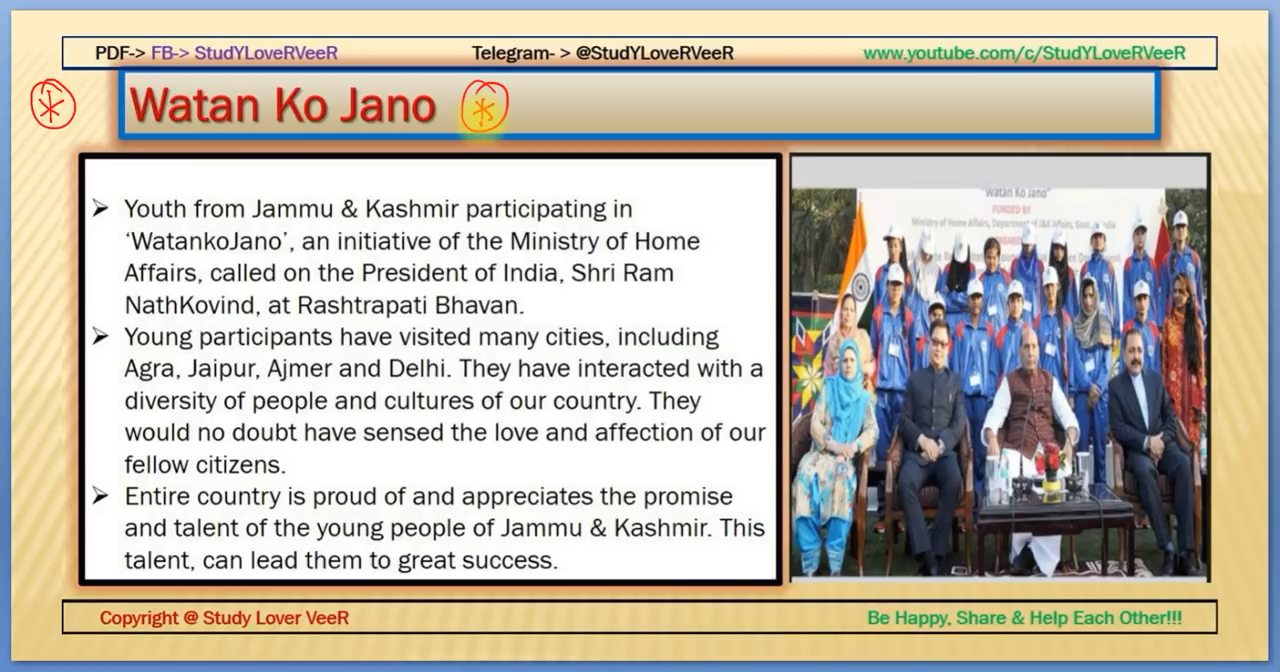 PDF-> FB-> StudYLoveRVeeR Telegram- > @StudYLoveRVeeR www.youtube.com/c/StudYLoveRVeeR
Watan Ko Jano
➢ Youth from Jammu & Kashmir participating in
‘WatankoJano’, an initiative of the Ministry of Home
Affairs, called on the President of India, Shri Ram
NathKovind, at Rashtrapati Bhavan.
➢ Young participants have visited many cities, including
Agra, Jaipur, Ajmer and Delhi. They have interacted with a
diversity of people and cultures of our country. They
would no doubt have sensed the love and affection of our
fellow citizens.
➢ Entire country is proud of and appreciates the promise
and talent of the young people of Jammu & Kashmir. This
talent, can lead them to great success.
"Watan Ko Jano"
FUNDED BY
Ministry of Home Affairs, Department of J&K Affairs, Govt.
Copyright @ Study Lover VeeR Be Happy, Share & Help Each Other!!!